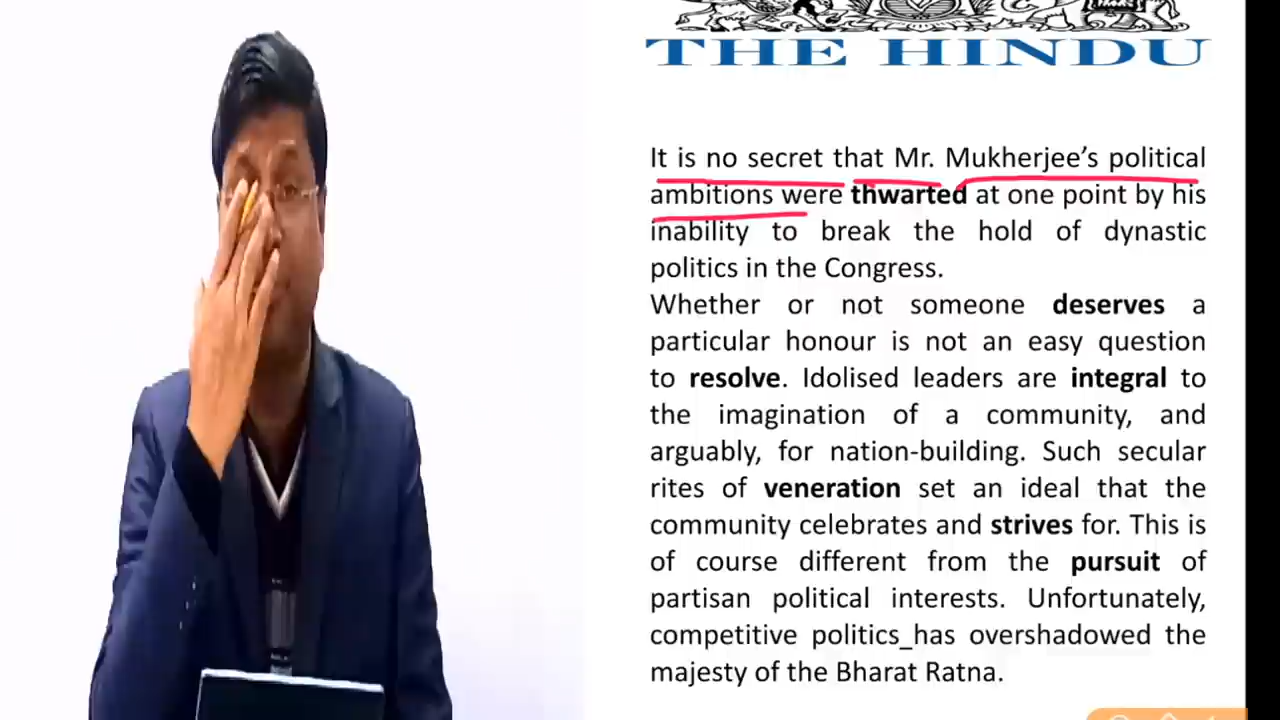 THE HINDU
It is no secret that Mr. Mukherjee's political
ambitions were thwarted at one point by his
inability to break the hold of dynastic
politics in the Congress.
Whether or not someone deserves a
particular honour is not an easy question
to resolve. Idolised leaders are integral to
the imagination of a community, and
arguably, for nation-building. Such secular
rites of veneration set an ideal that the
community celebrates and strives for. This is
of course different from the pursuit of
partisan political interests. Unfortunately,
competitive politics_has overshadowed the
majesty of the Bharat Ratna.